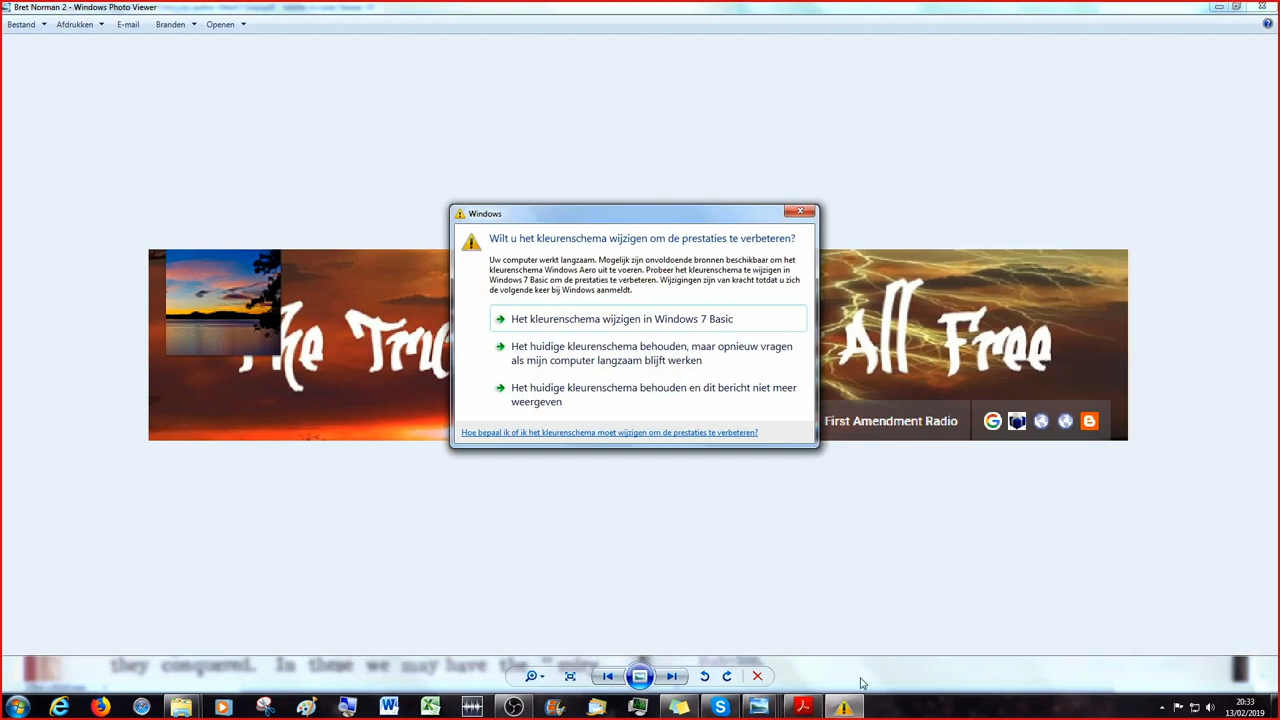 Bret Norman 2 - Windows Photo Viewer
Bestand Afdrukken E-mail Branden Openen
Windows
Wilt u het kleurenschema wijzigen om de prestaties te verbeteren?
Uw computer werkt langzaam. Mogelijk zijn onvoldoende bronnen beschikbaar om het
kleurenschema Windows Aero uit te voeren. Probeer het kleurenschema te wijzigen in
Windows 7 Basic om de prestaties te verbeteren. Wijzigingen zijn van kracht totdat u zich
de volgende keer bij Windows aanmeldt.
Het kleurenschema wijzigen in Windows 7 Basic
Het huidige kleurenschema behouden, maar opnieuw vragen
als mijn computer langzaam blijft werken
Het huidige kleurenschema behouden en dit bericht niet meer
weergeven
Hoe bepaal ik of ik het kleurenschema moet wijzigen om de prestaties te verbeteren?
All Free
First Amendment Radio
they conquered. In these we may have the
20:33
13/02/2019